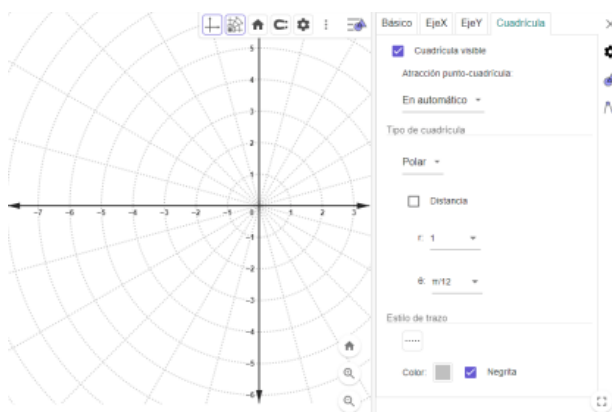 Básico EjeX EjeY Cuadrícula
Cuadrícula visible
Atracción punto-cuadrícula:
En automático
Tipo de cuadrícula
Polar
Distancia
r: 1
θ: π/12
Estilo de trazo
Color: Negrita
5
4
3
2
1
-7 -6 -5 -4 -3 -2 -1 0 1 2 3
-1
-2
-3
-4
-5
-6